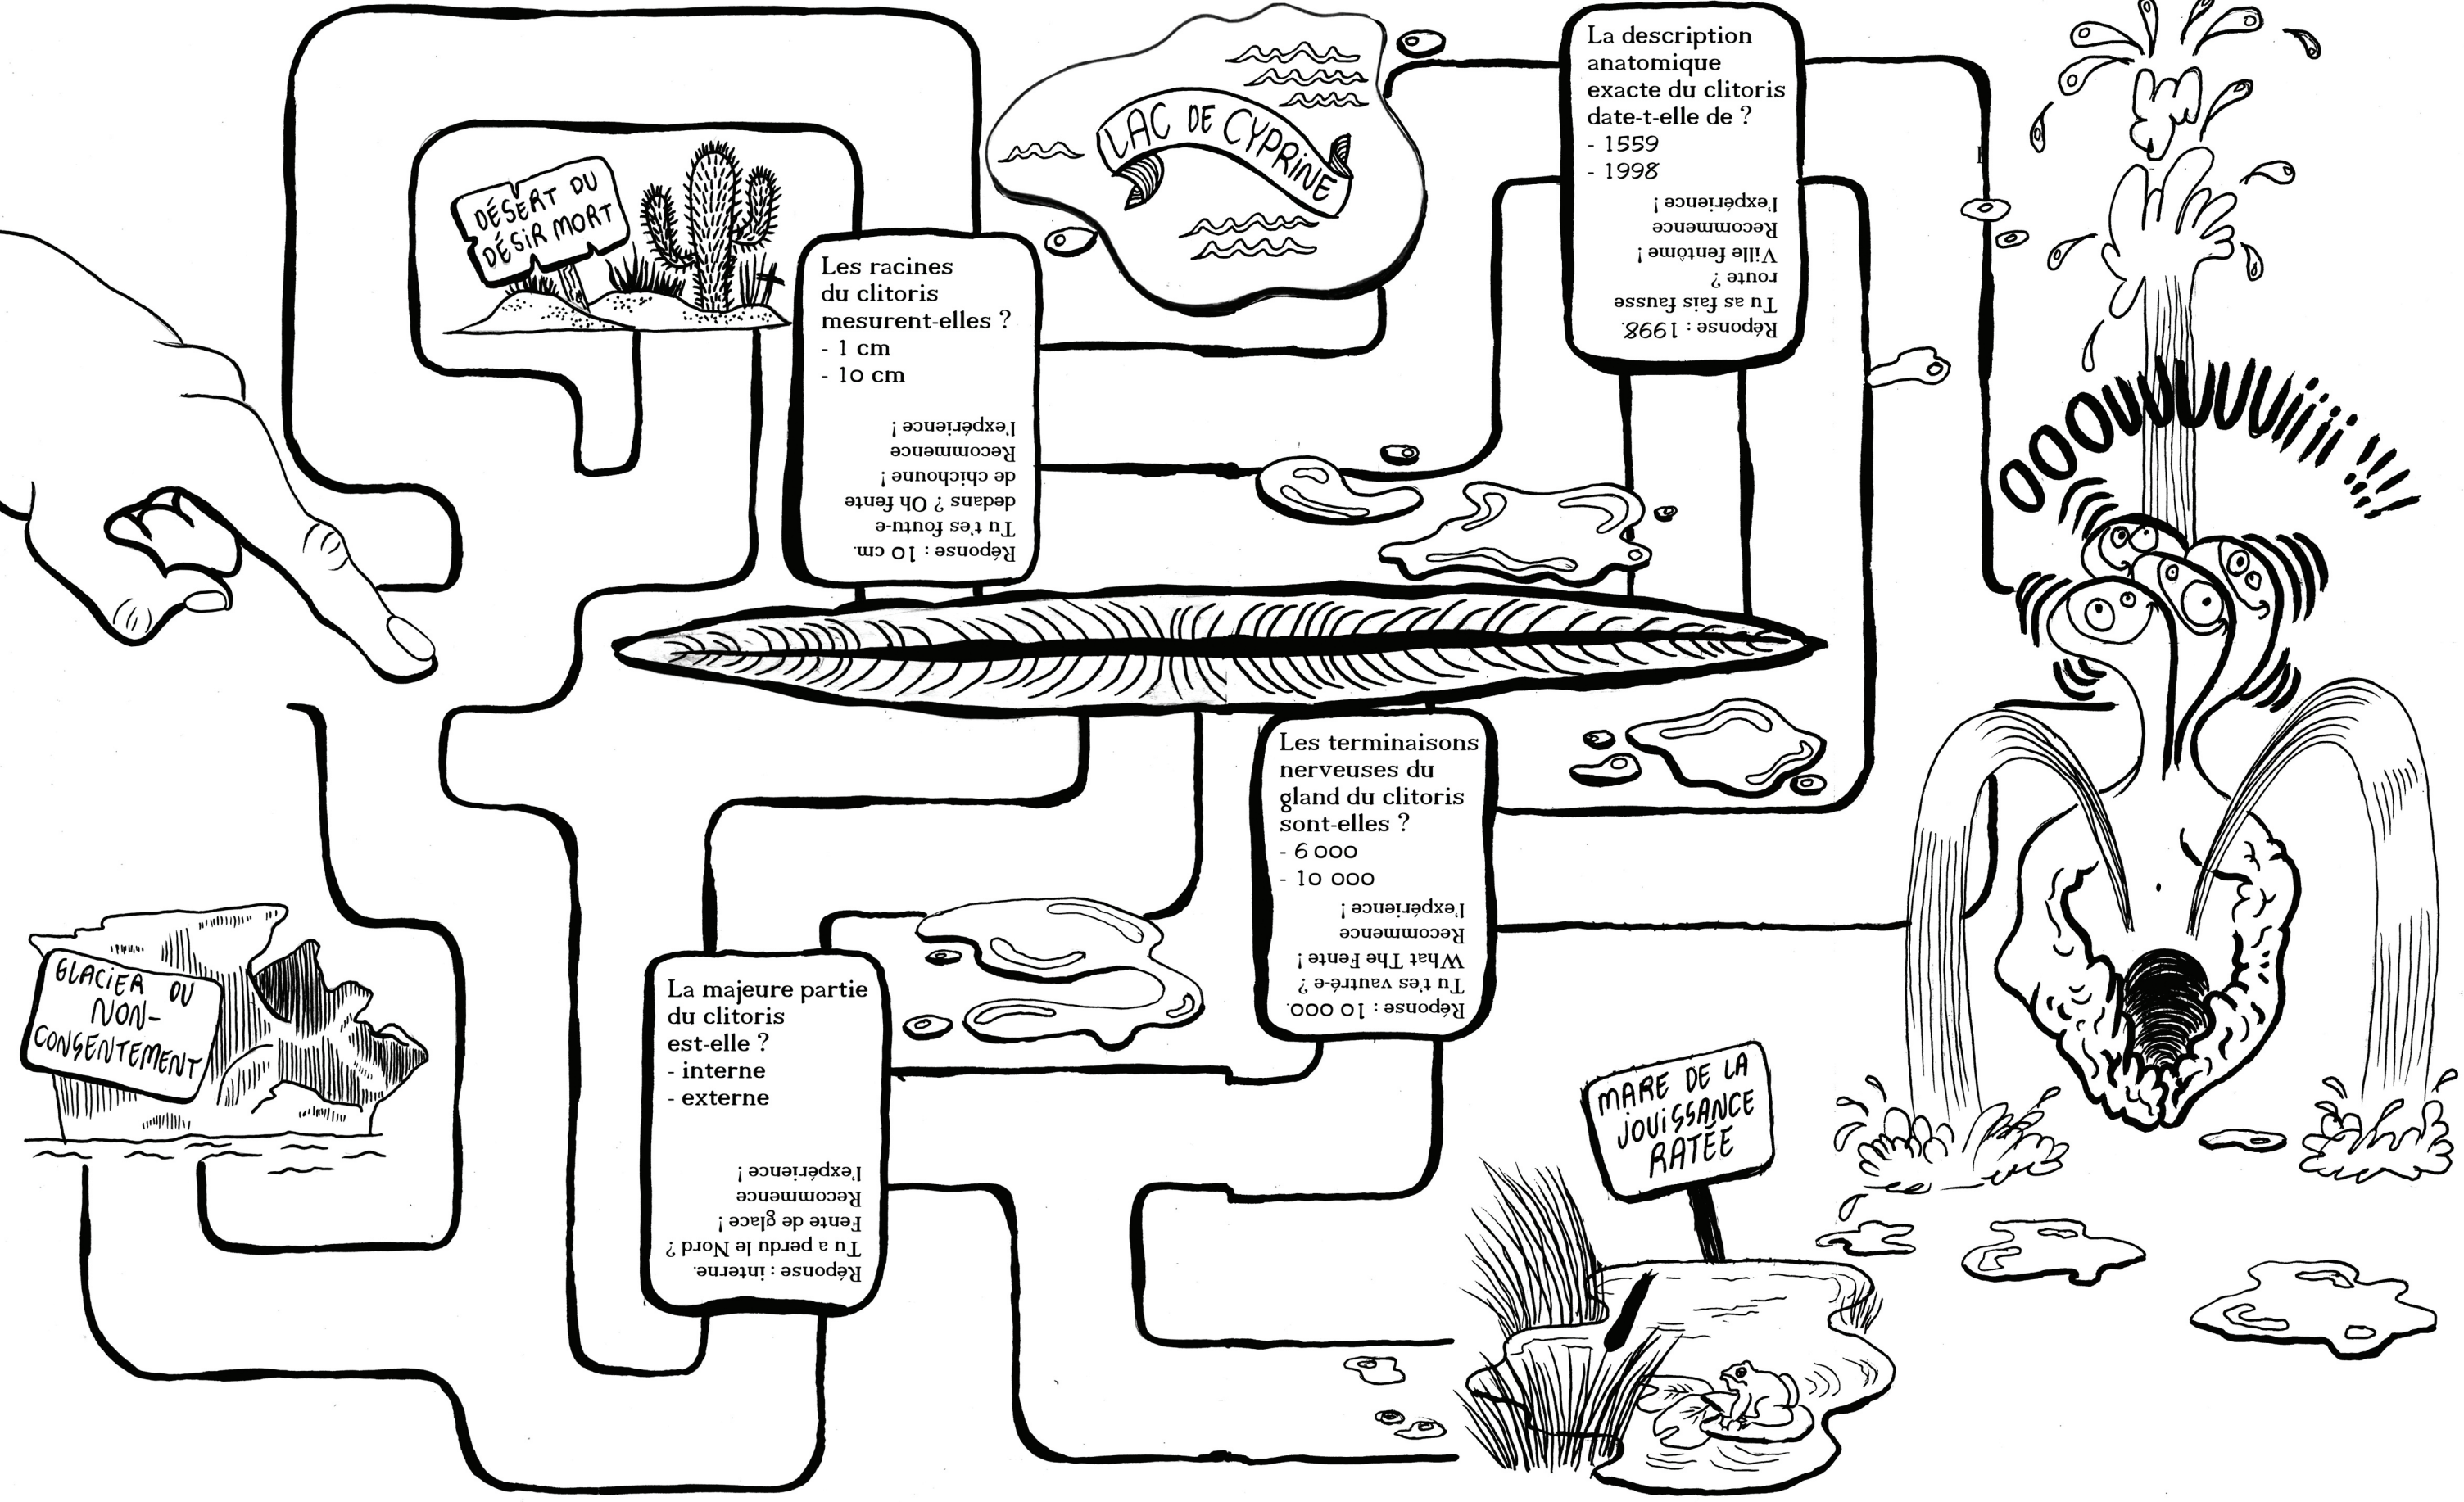 LAC DE CYPRINE
La description
anatomique
exacte du clitoris
date-t-elle de ?
- 1559
- 1998
Réponse : 1998.
Tu as fais fausse
route ?
Ville fentôme !
Recommence
l'expérience !
DÉSERT DU
DÉSIR MORT
Les racines
du clitoris
mesurent-elles ?
- 1 cm
- 10 cm
Réponse : 10 cm.
Tu t'es foutu-e
dedans ? Oh fente
de chichoune !
Recommence
l'expérience !
OOOUUUUUUiiii !!!
Les terminaisons
nerveuses du
gland du clitoris
sont-elles ?
- 6 000
- 10 000
Réponse : 10 000.
Tu t'es vautré-e ?
What The Fente !
Recommence
l'expérience !
GLACIER DU
NON-
CONSENTEMENT
La majeure partie
du clitoris
est-elle ?
- interne
- externe
Réponse : interne.
Tu a perdu le Nord ?
Fente de glace !
Recommence
l'expérience !
MARE DE LA
JOUISSANCE
RATÉE